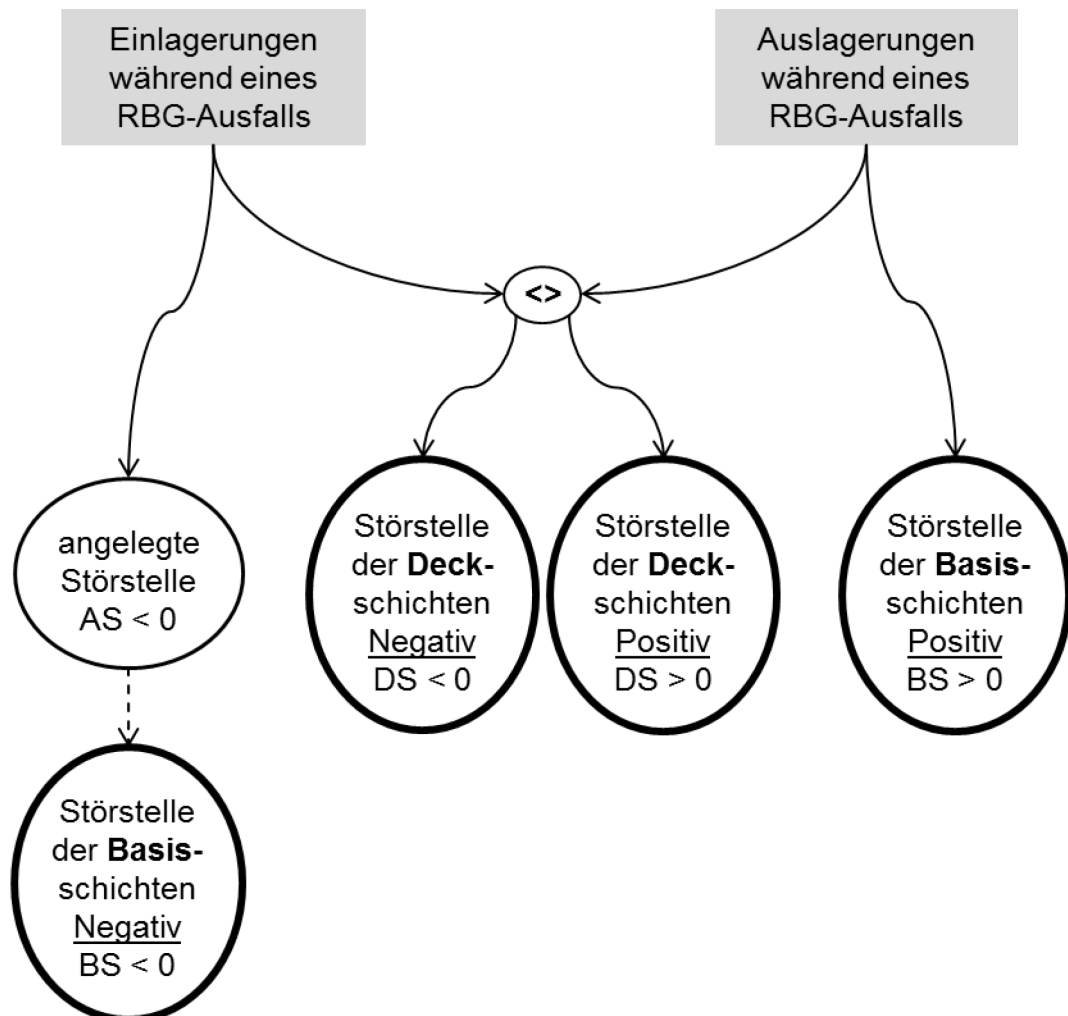 Einlagerungen
während eines
RBG-Ausfalls
Auslagerungen
während eines
RBG-Ausfalls
<>
angelegte
Störstelle
AS < 0
Störstelle
der Deck-
schichten
Negativ
DS < 0
Störstelle
der Deck-
schichten
Positiv
DS > 0
Störstelle
der Basis-
schichten
Positiv
BS > 0
Störstelle
der Basis-
schichten
Negativ
BS < 0